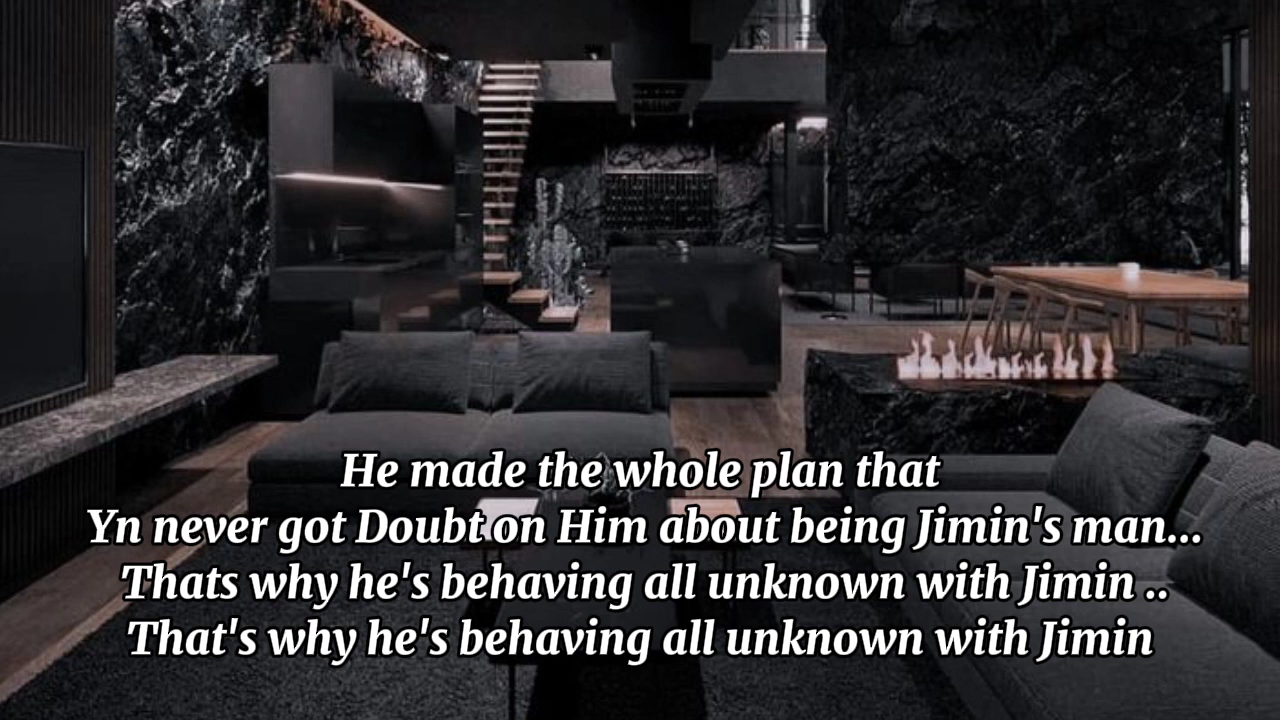 He made the whole plan that
Yn never got Doubt on Him about being Jimin's man...
Thats why he's behaving all unknown with Jimin ..
That's why he's behaving all unknown with Jimin